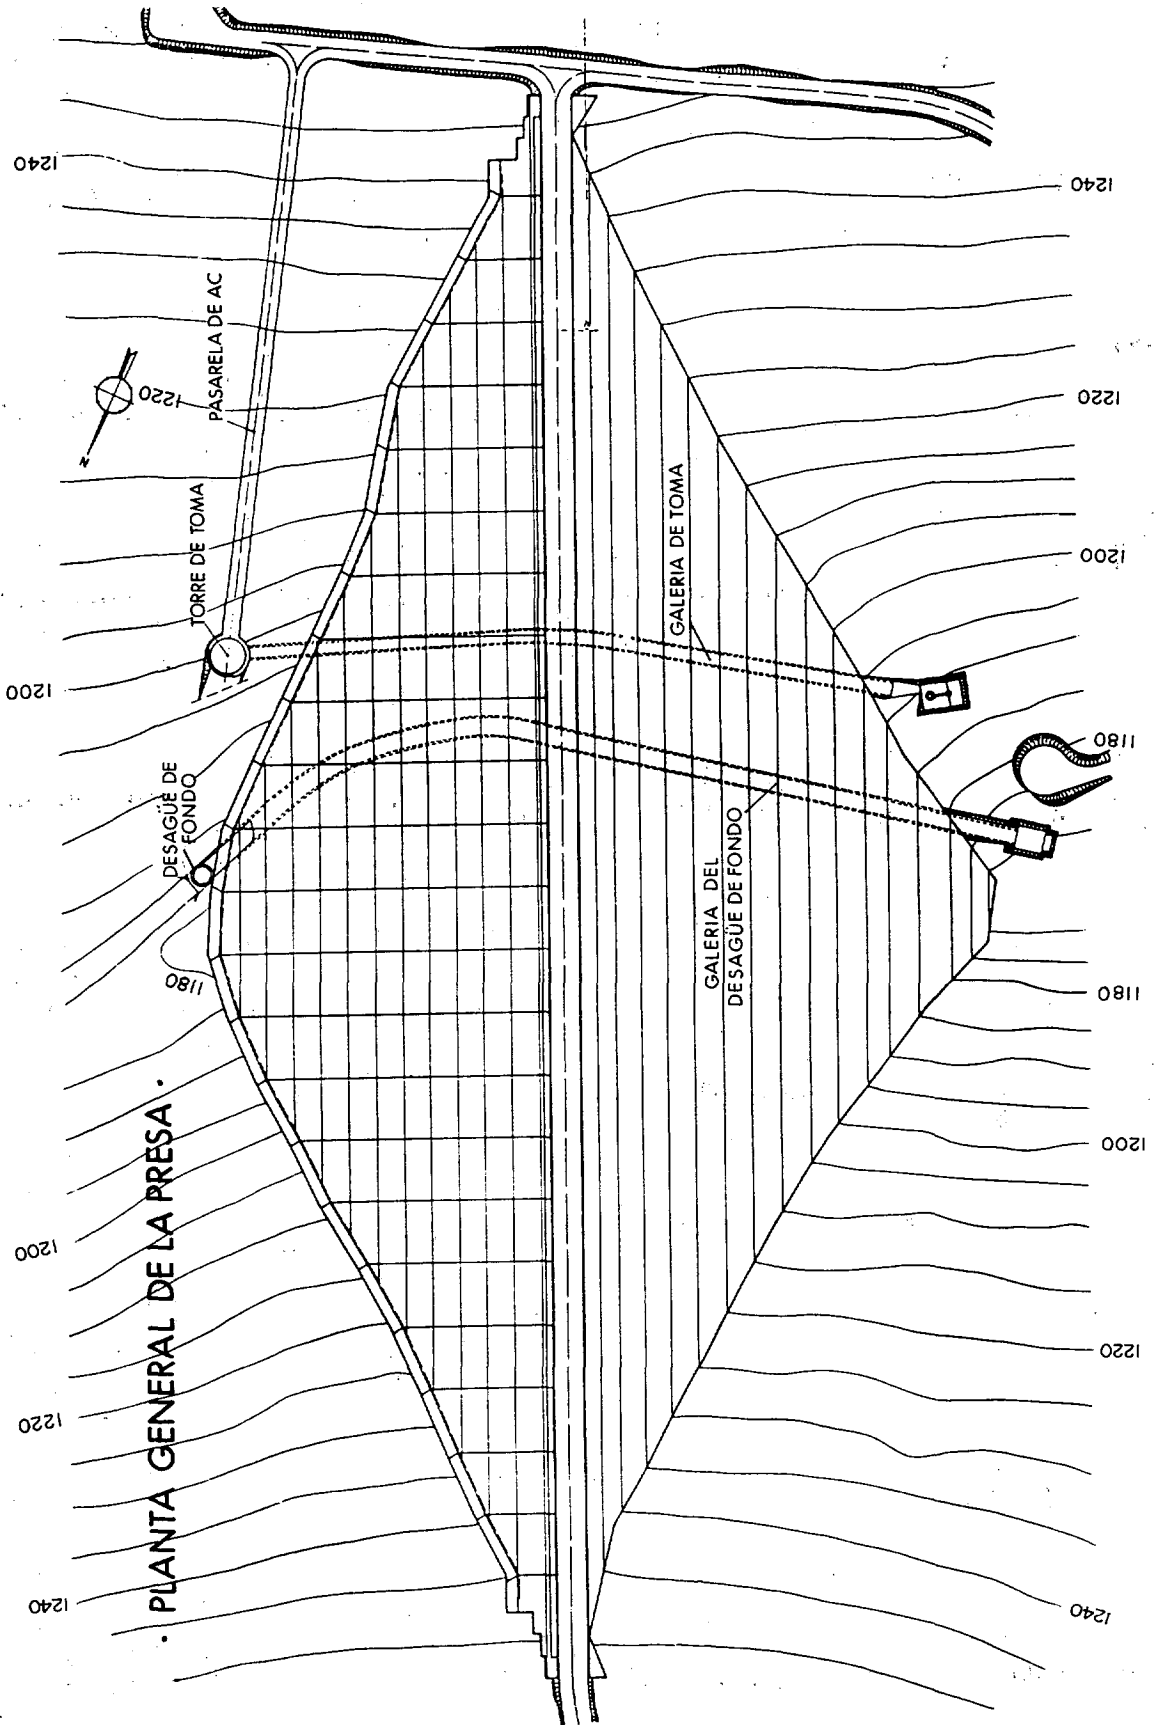 1240
1240
PASARELA DE AC
1220
N
1220
TORRE DE TOMA
GALERIA DE TOMA
1200
1200
1180
DESAGÜE DE
FONDO
GALERIA DEL
DESAGÜE DE FONDO
1180
1180
· PLANTA GENERAL DE LA PRESA ·
1200
1200
1220
1220
1240
1240